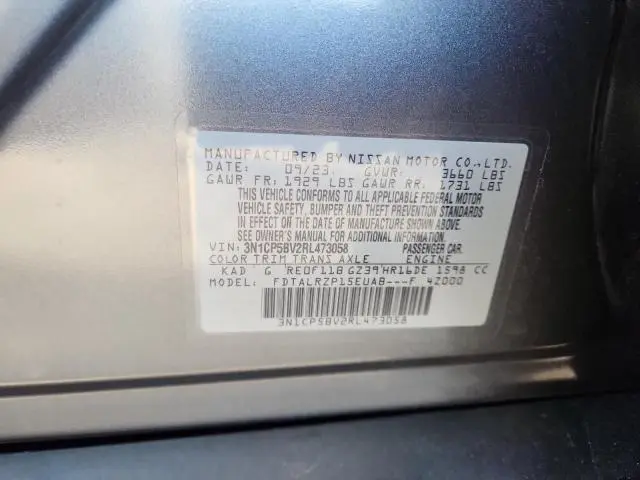 MANUFACTURED BY NISSAN MOTOR CO.,LTD.
DATE: 09/23 GVWR: 3660 LBS
GAWR FR: 1929 LBS GAWR RR: 1731 LBS
THIS VEHICLE CONFORMS TO ALL APPLICABLE FEDERAL MOTOR
VEHICLE SAFETY, BUMPER AND THEFT PREVENTION STANDARDS
IN EFFECT ON THE DATE OF MANUFACTURE SHOWN ABOVE.
SEE OWNER'S MANUAL FOR ADDITIONAL INFORMATION.
VIN: 3N1CP5BV2RL473058 PASSENGER CAR.
COLOR TRIM TRANS AXLE ENGINE
KAD G RE0F11B GZ39 HR16DE 1598 CC
MODEL: FDTALRZP15EUAB---F 4Z000
3N1CP5BV2RL473058